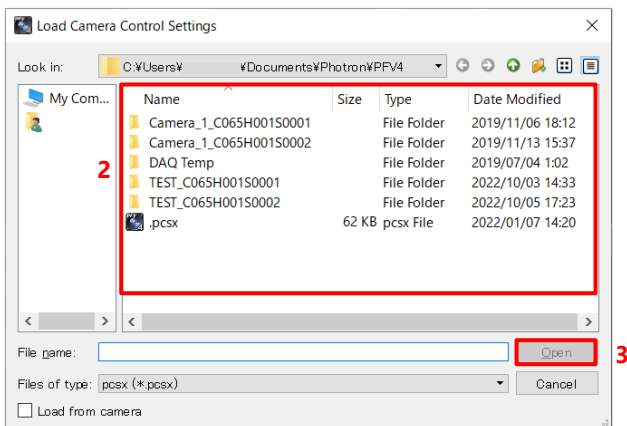 Load Camera Control Settings
Look in: C:¥Users¥ ¥Documents¥Photron¥PFV4
My Com...
2
Name Size Type Date Modified
Camera_1_C065H001S0001 File Folder 2019/11/06 18:12
Camera_1_C065H001S0002 File Folder 2019/11/13 15:37
DAQ Temp File Folder 2019/07/04 1:02
TEST_C065H001S0001 File Folder 2022/10/03 14:33
TEST_C065H001S0002 File Folder 2022/10/05 17:23
.pcsx 62 KB pcsx File 2022/01/07 14:20
File name: Open 3
Files of type: pcsx (*.pcsx) Cancel
Load from camera